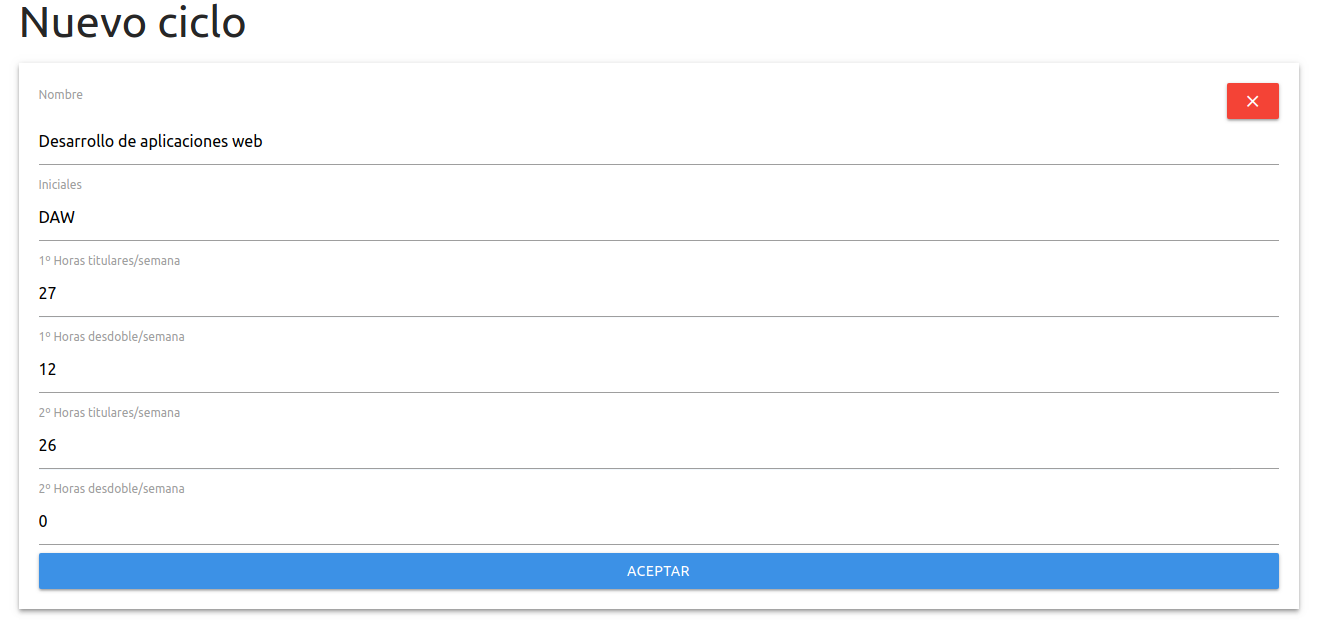 Nuevo ciclo
Nombre
Desarrollo de aplicaciones web
Iniciales
DAW
1º Horas titulares/semana
27
1º Horas desdoble/semana
12
2º Horas titulares/semana
26
2º Horas desdoble/semana
0
ACEPTAR